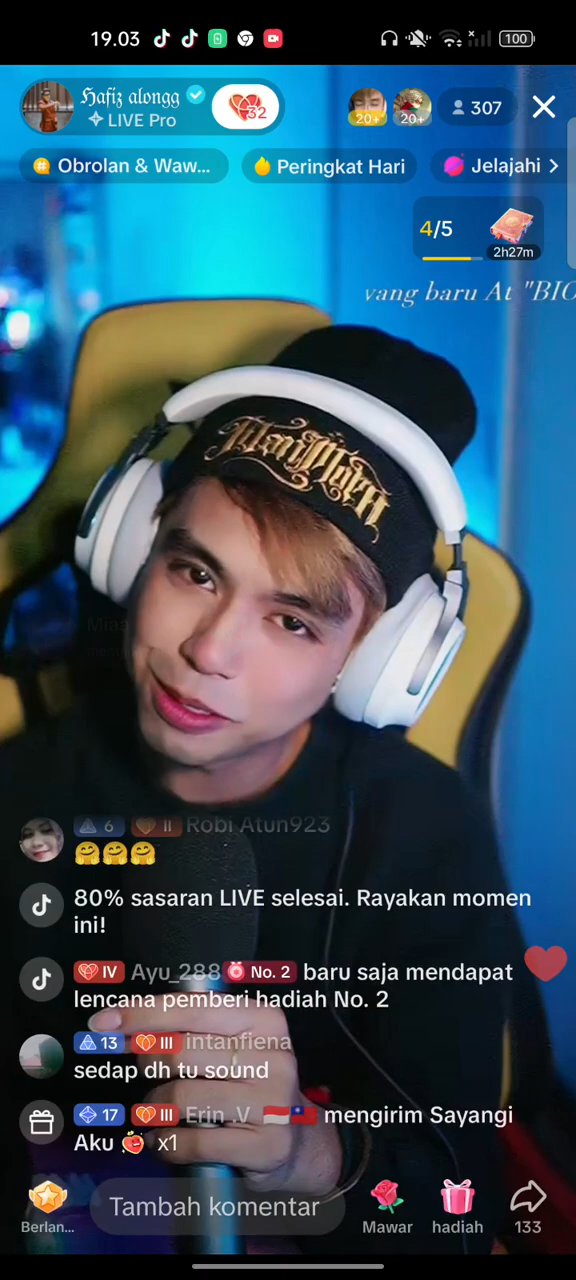 19.03
100
Hafiz alongg
LIVE Pro
32
20+
20+
307
Obrolan & Waw...
Peringkat Hari
Jelajahi
4/5
2h27m
yang baru At "BIO
6 II Robi Atun923
🤗🤗🤗
80% sasaran LIVE selesai. Rayakan momen
ini!
IV Ayu_288 No. 2 baru saja mendapat
lencana pemberi hadiah No. 2
13 III intanfiena
sedap dh tu sound
17 III Erin .V 🇮🇩🇹🇼 mengirim Sayangi
Aku x1
Berlan...
Tambah komentar
Mawar
hadiah
133